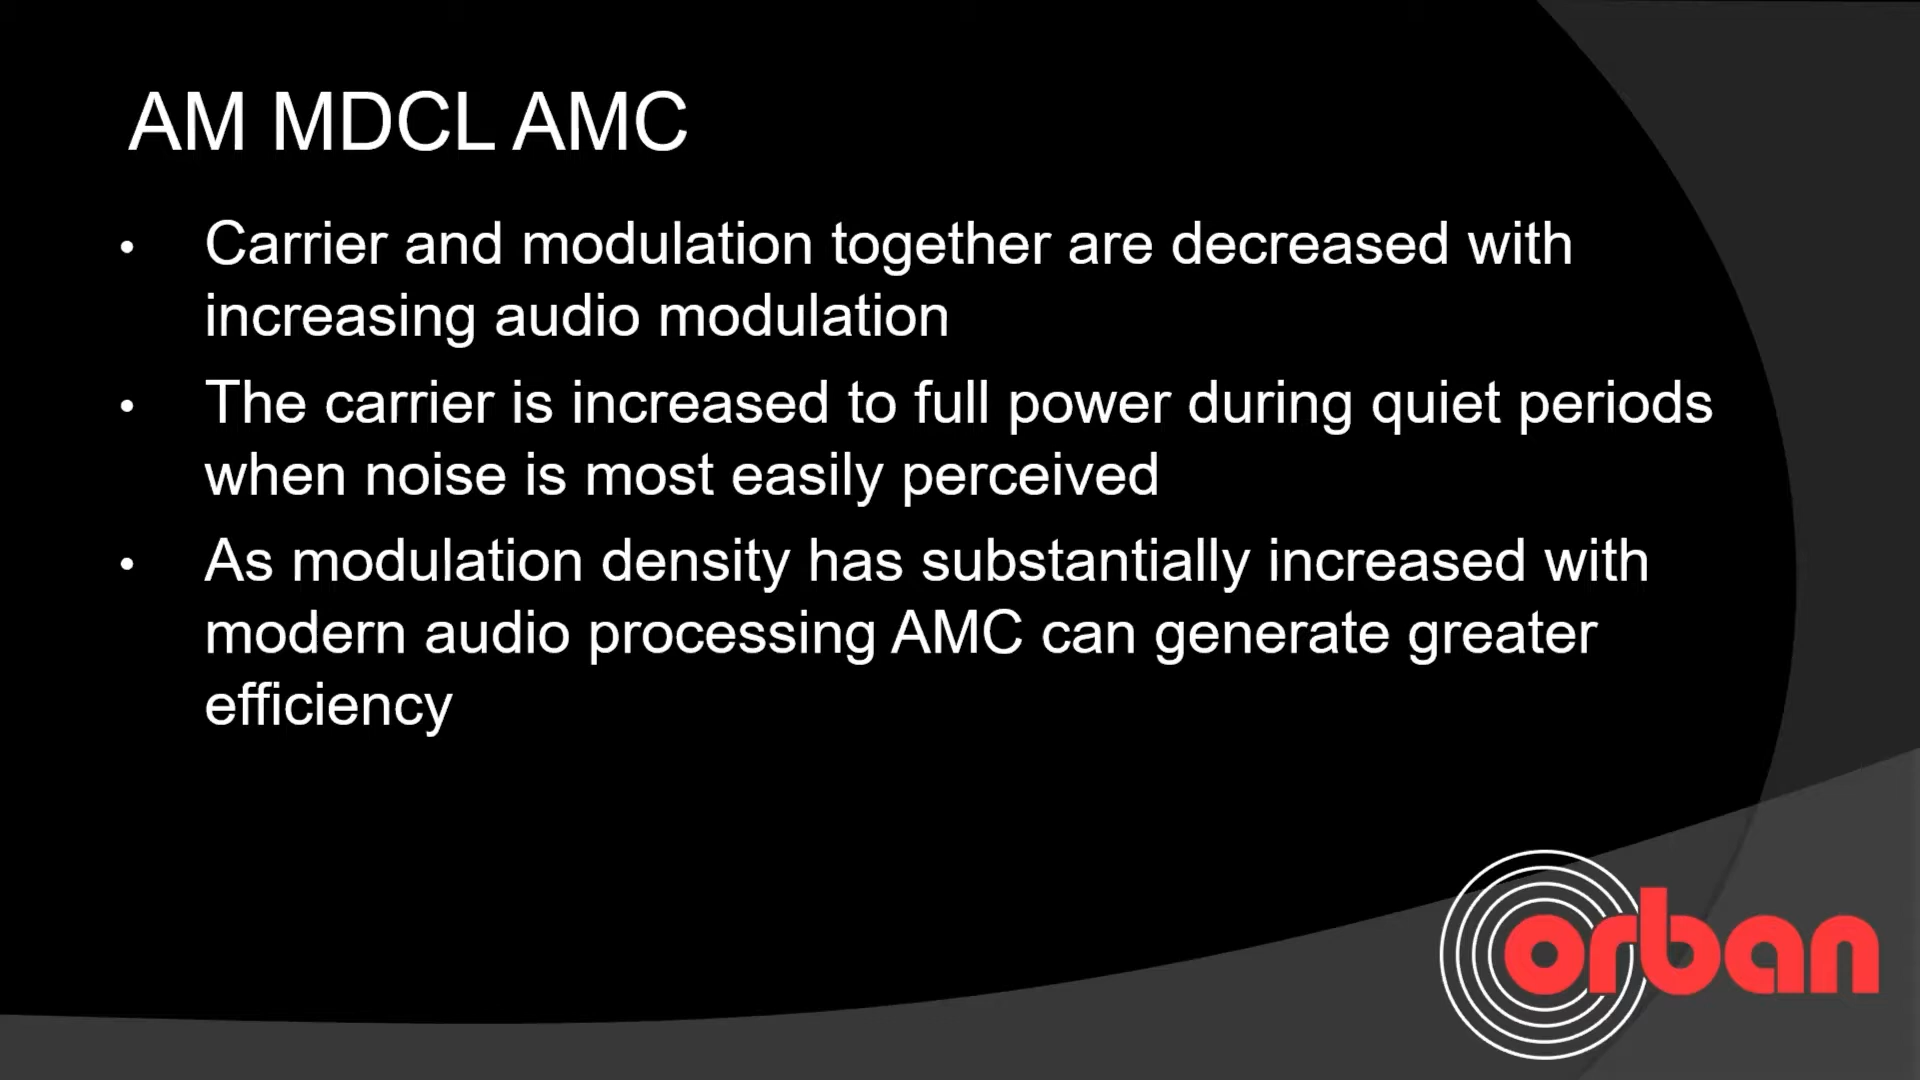 AM MDCL AMC
• Carrier and modulation together are decreased with
increasing audio modulation
• The carrier is increased to full power during quiet periods
when noise is most easily perceived
• As modulation density has substantially increased with
modern audio processing AMC can generate greater
efficiency
orban